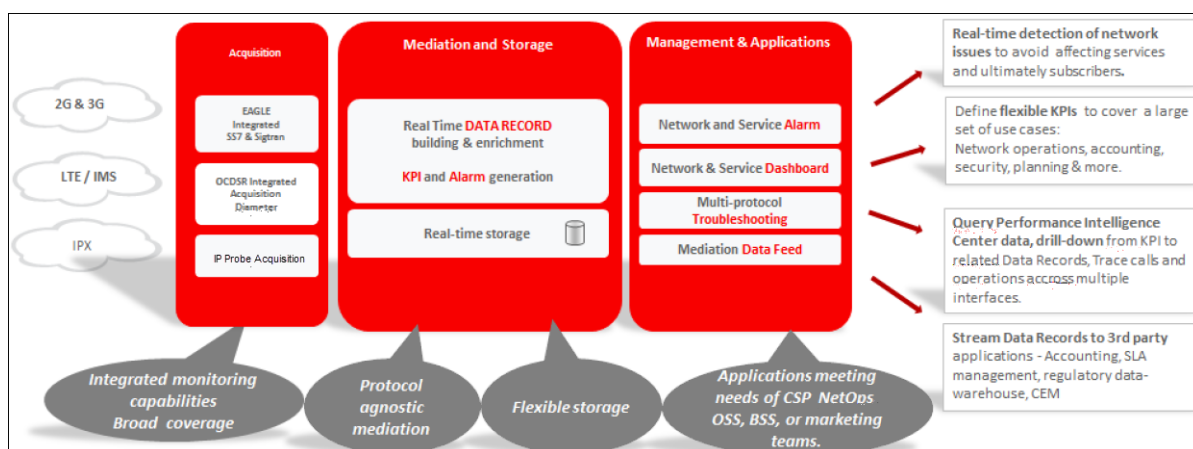 2G & 3G
LTE / IMS
IPX
Acquisition
EAGLE
Integrated
SS7 & Sigtran
OCDSR Integrated
Acquisition
Diameter
IP Probe Acquisition
Mediation and Storage
Real Time DATA RECORD
building & enrichment
KPI and Alarm generation
Real-time storage
Management & Applications
Network and Service Alarm
Network & Service Dashboard
Multi-protocol
Troubleshooting
Mediation Data Feed
Real-time detection of network
issues to avoid affecting services
and ultimately subscribers.
Define flexible KPIs to cover a large
set of use cases:
Network operations, accounting,
security, planning & more.
Query Performance Intelligence
Center data, drill-down from KPI to
related Data Records, Trace calls and
operations accross multiple
interfaces.
Stream Data Records to 3rd party
applications - Accounting, SLA
management, regulatory data-
warehouse, CEM
Integrated monitoring
capabilities
Broad coverage
Protocol
agnostic
mediation
Flexible storage
Applications meeting
needs of CSP NetOps
OSS, BSS, or marketing
teams.